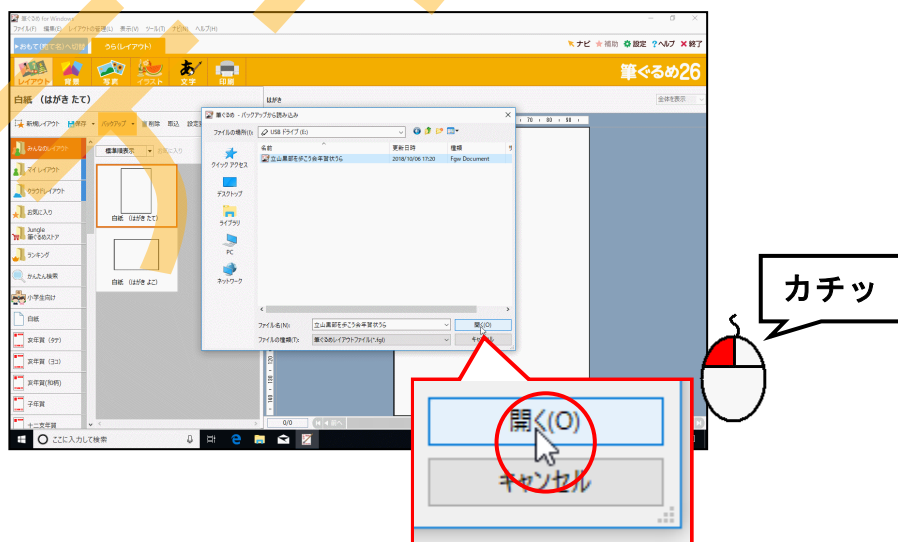 筆ぐるめ for Windows
ファイル(F) 編集(E) レイアウトの管理(L) 表示(V) ツール(T) ナビ(N) ヘルプ(H)
うら(レイアウト)
ナビ ★補助 設定 ?ヘルプ ×終了
レイアウト 背景 写真 イラスト 文字 印刷
筆ぐるめ26
白紙 (はがき たて)
はがき
全体を表示
新規レイアウト 保存 バックアップ 削除 取込
標準順表示 お気に入り
みんなのレイアウト
マイレイアウト
クラウドレイアウト
お気に入り
Jungle
筆ぐるめストア
ランキング
かんたん検索
小学生向け
白紙
亥年賀 (タテ)
亥年賀 (ヨコ)
亥年賀(和柄)
子年賀
十二支年賀
白紙 (はがき たて)
白紙 (はがき よこ)
筆ぐるめ - バックアップから読み込み
ファイルの場所(I): USB ドライブ (E:)
名前 更新日時 種類
立山黒部を歩こう会年賀状うら 2018/10/06 17:20 Fgw Document
クイック アクセス
デスクトップ
ライブラリ
PC
ネットワーク
ファイル名(N): 立山黒部を歩こう会年賀状うら 開く(O)
ファイルの種類(T): 筆ぐるめレイアウトファイル(*.fgl) キャンセル
70 80 90
120
130
140
0/0 前へ
ここに入力して検索
開く(O)
キャンセル
カチッ